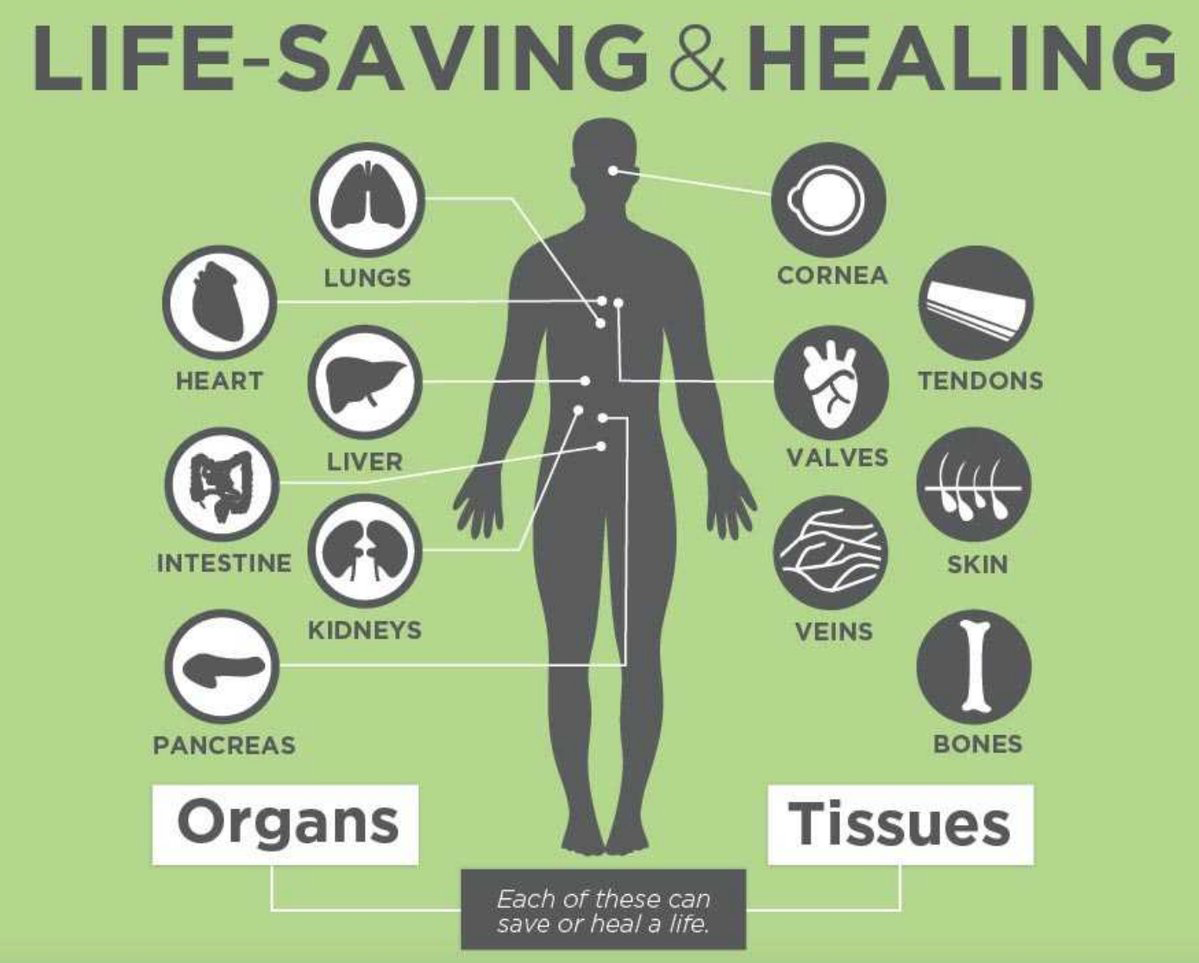 LIFE-SAVING & HEALING
LUNGS
HEART
LIVER
INTESTINE
KIDNEYS
PANCREAS
Organs
CORNEA
TENDONS
VALVES
SKIN
VEINS
BONES
Tissues
Each of these can
save or heal a life.